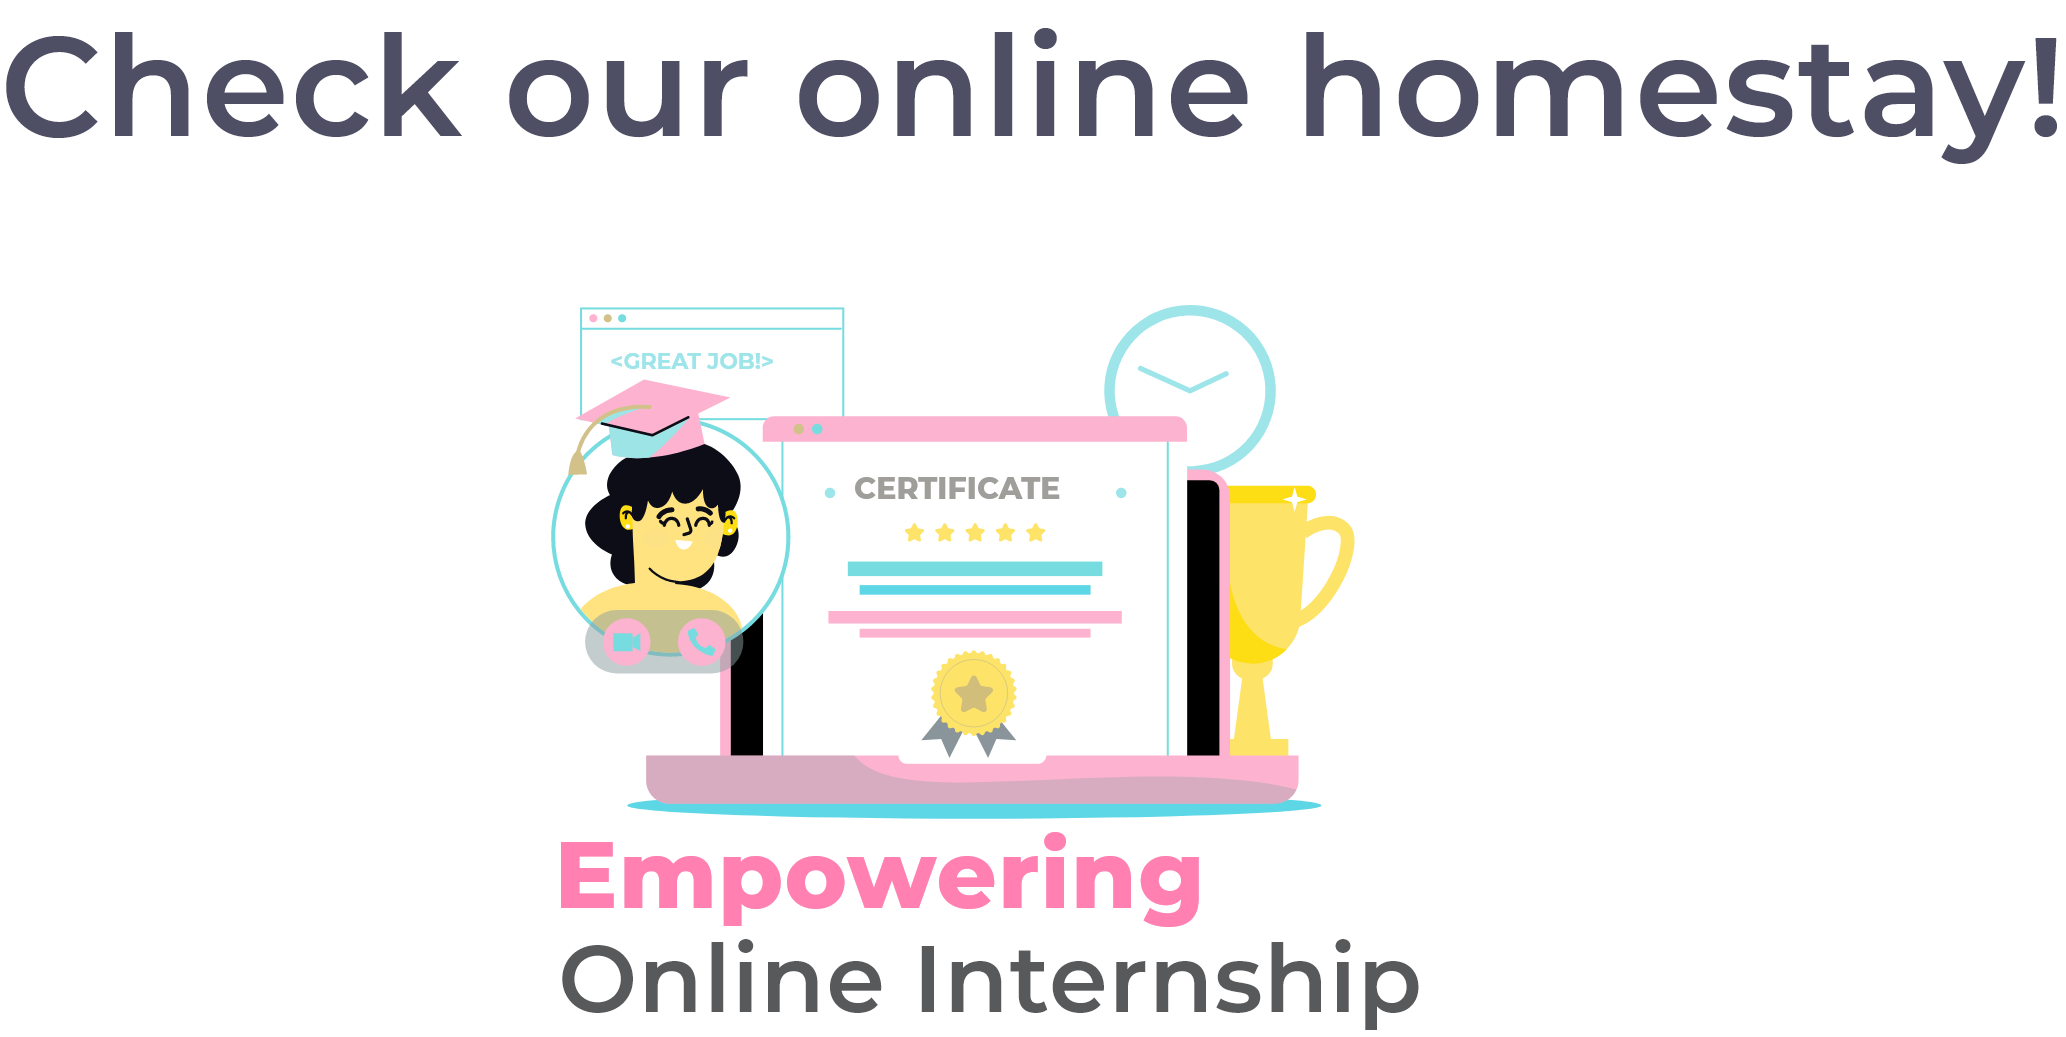 Check our online homestay!
<GREAT JOB!>
CERTIFICATE
Empowering
Online Internship